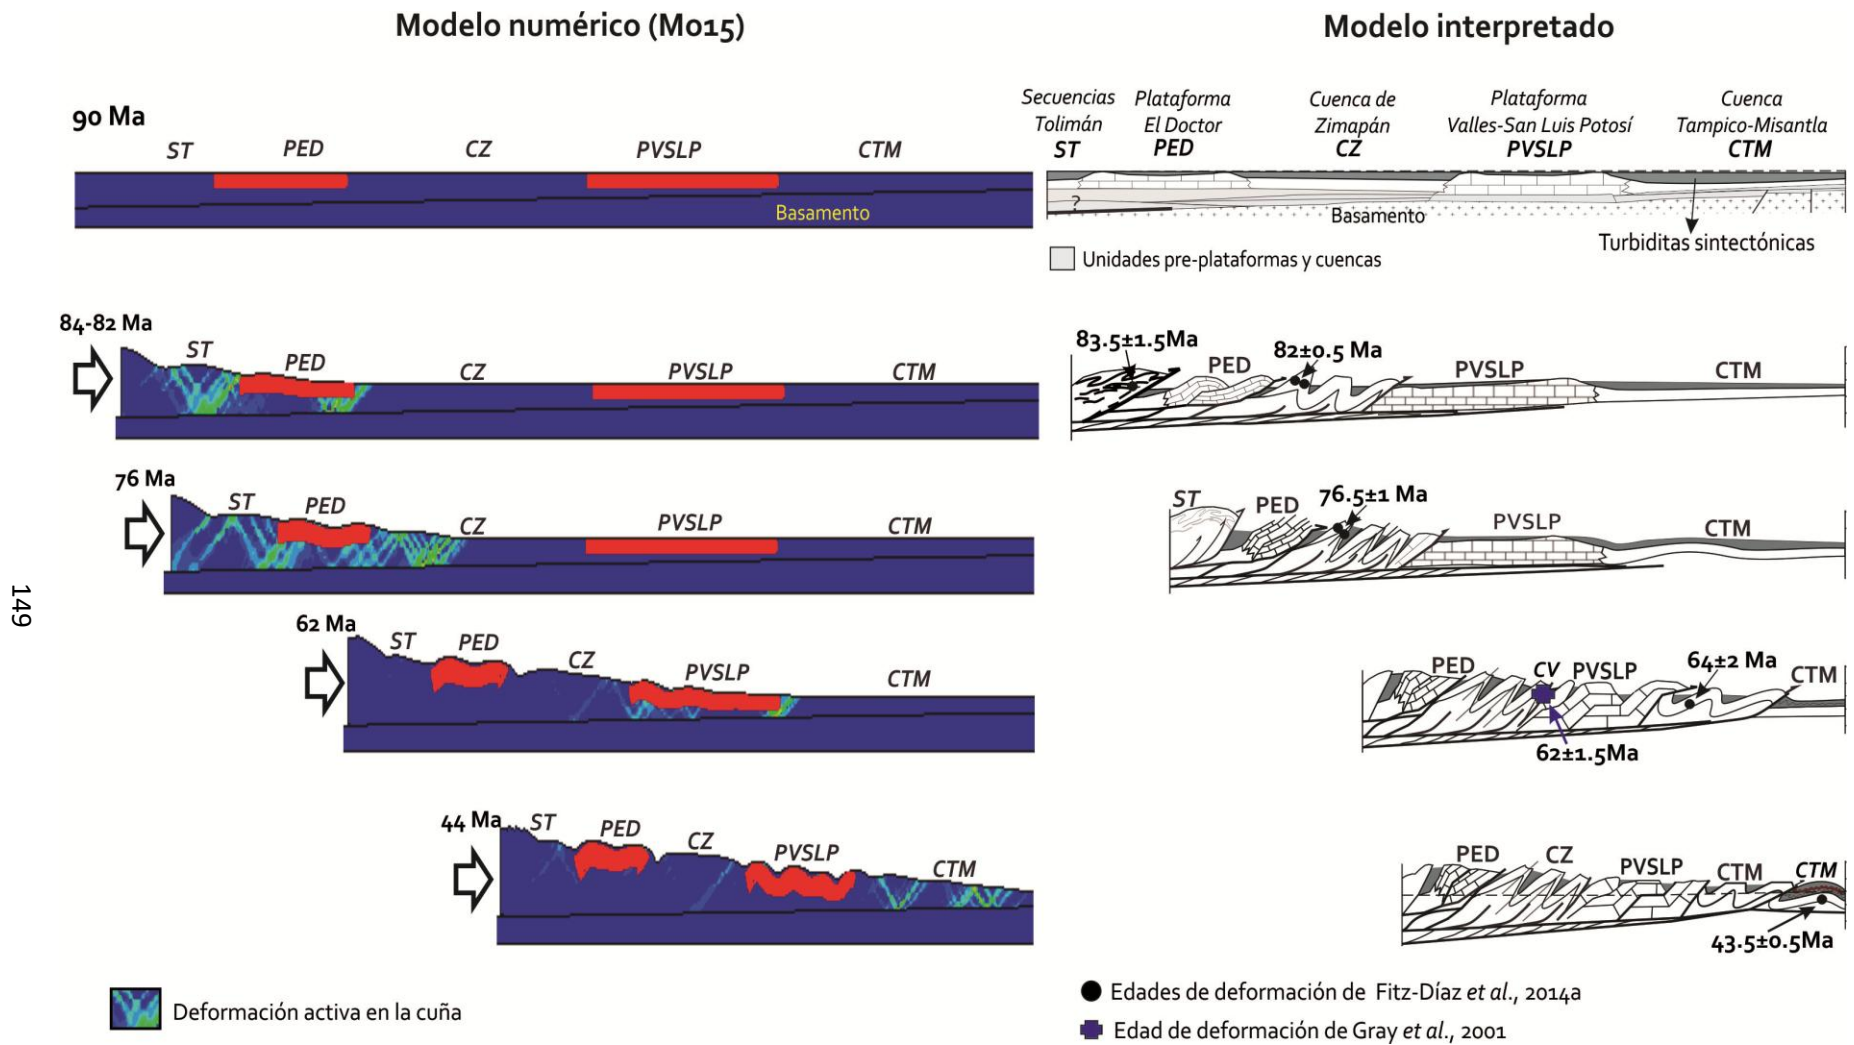 Modelo numérico (M015)
Modelo interpretado
90 Ma
ST PED CZ PVSLP CTM
Basamento
Secuencias Tolimán
ST
Plataforma El Doctor
PED
Cuenca de Zimapán
CZ
Plataforma Valles-San Luis Potosí
PVSLP
Cuenca Tampico-Misantla
CTM
?
Basamento
Turbiditas sintectónicas
Unidades pre-plataformas y cuencas
84-82 Ma
ST PED CZ PVSLP CTM
83.5±1.5Ma
PED
82±0.5 Ma
PVSLP CTM
76 Ma
ST PED CZ PVSLP CTM
ST PED
76.5±1 Ma
PVSLP CTM
149
62 Ma
ST PED CZ PVSLP CTM
PED CV PVSLP
64±2 Ma
CTM
62±1.5Ma
44 Ma
ST PED CZ PVSLP CTM
PED CZ PVSLP CTM CTM
43.5±0.5Ma
Deformación activa en la cuña
Edades de deformación de Fitz-Díaz et al., 2014a
Edad de deformación de Gray et al., 2001